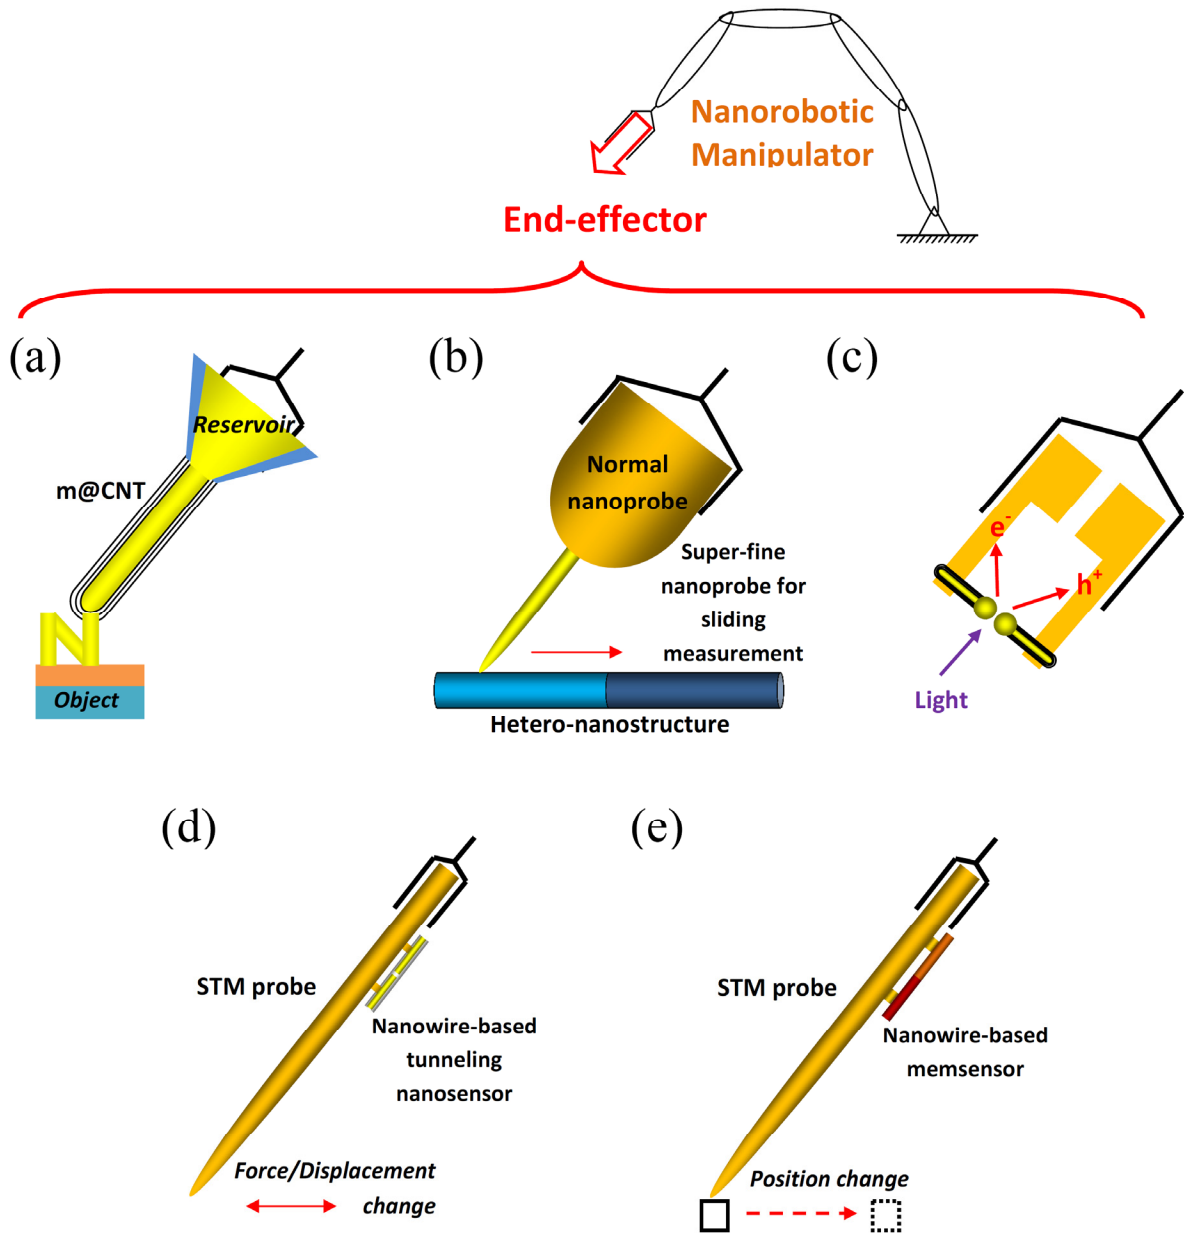 Nanorobotic
Manipulator
End-effector
(a)
(b)
(c)
Reservoir
m@CNT
Object
Normal
nanoprobe
Super-fine
nanoprobe for
sliding
measurement
Hetero-nanostructure
e⁻
h⁺
Light
(d)
(e)
STM probe
Nanowire-based
tunneling
nanosensor
Force/Displacement
change
STM probe
Nanowire-based
memsensor
Position change